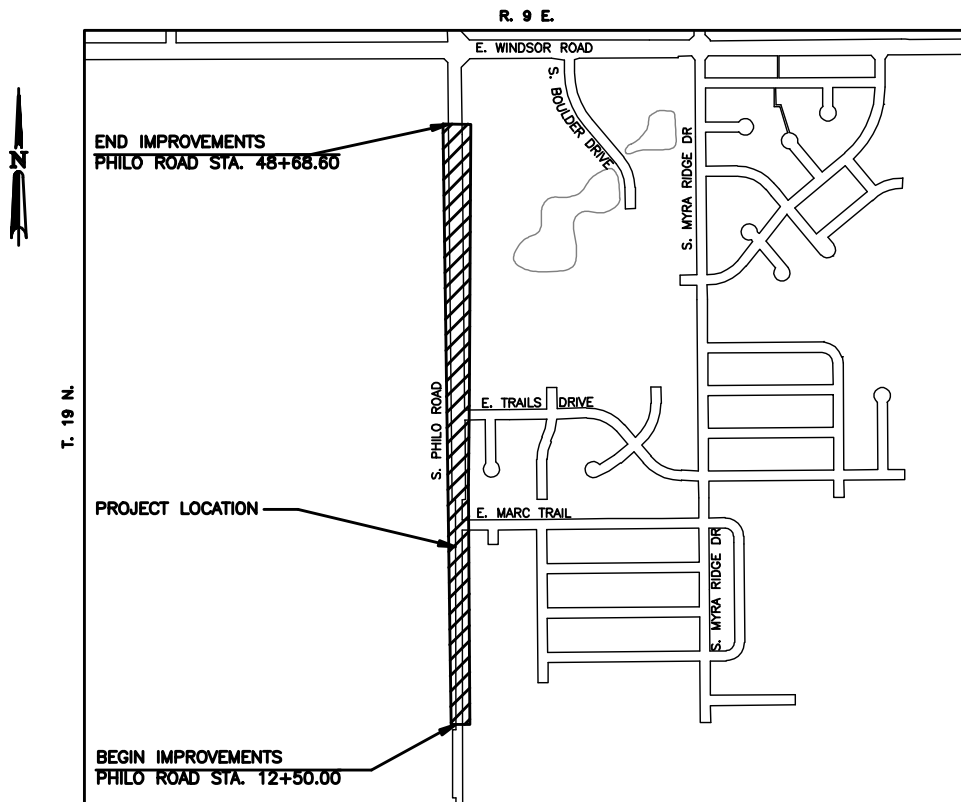 R. 9 E.
E. WINDSOR ROAD
S. BOULDER DRIVE
S. MYRA RIDGE DR
N
END IMPROVEMENTS
PHILO ROAD STA. 48+68.60
T. 19 N.
S. PHILO ROAD
E. TRAILS DRIVE
PROJECT LOCATION
E. MARC TRAIL
S. MYRA RIDGE DR
BEGIN IMPROVEMENTS
PHILO ROAD STA. 12+50.00